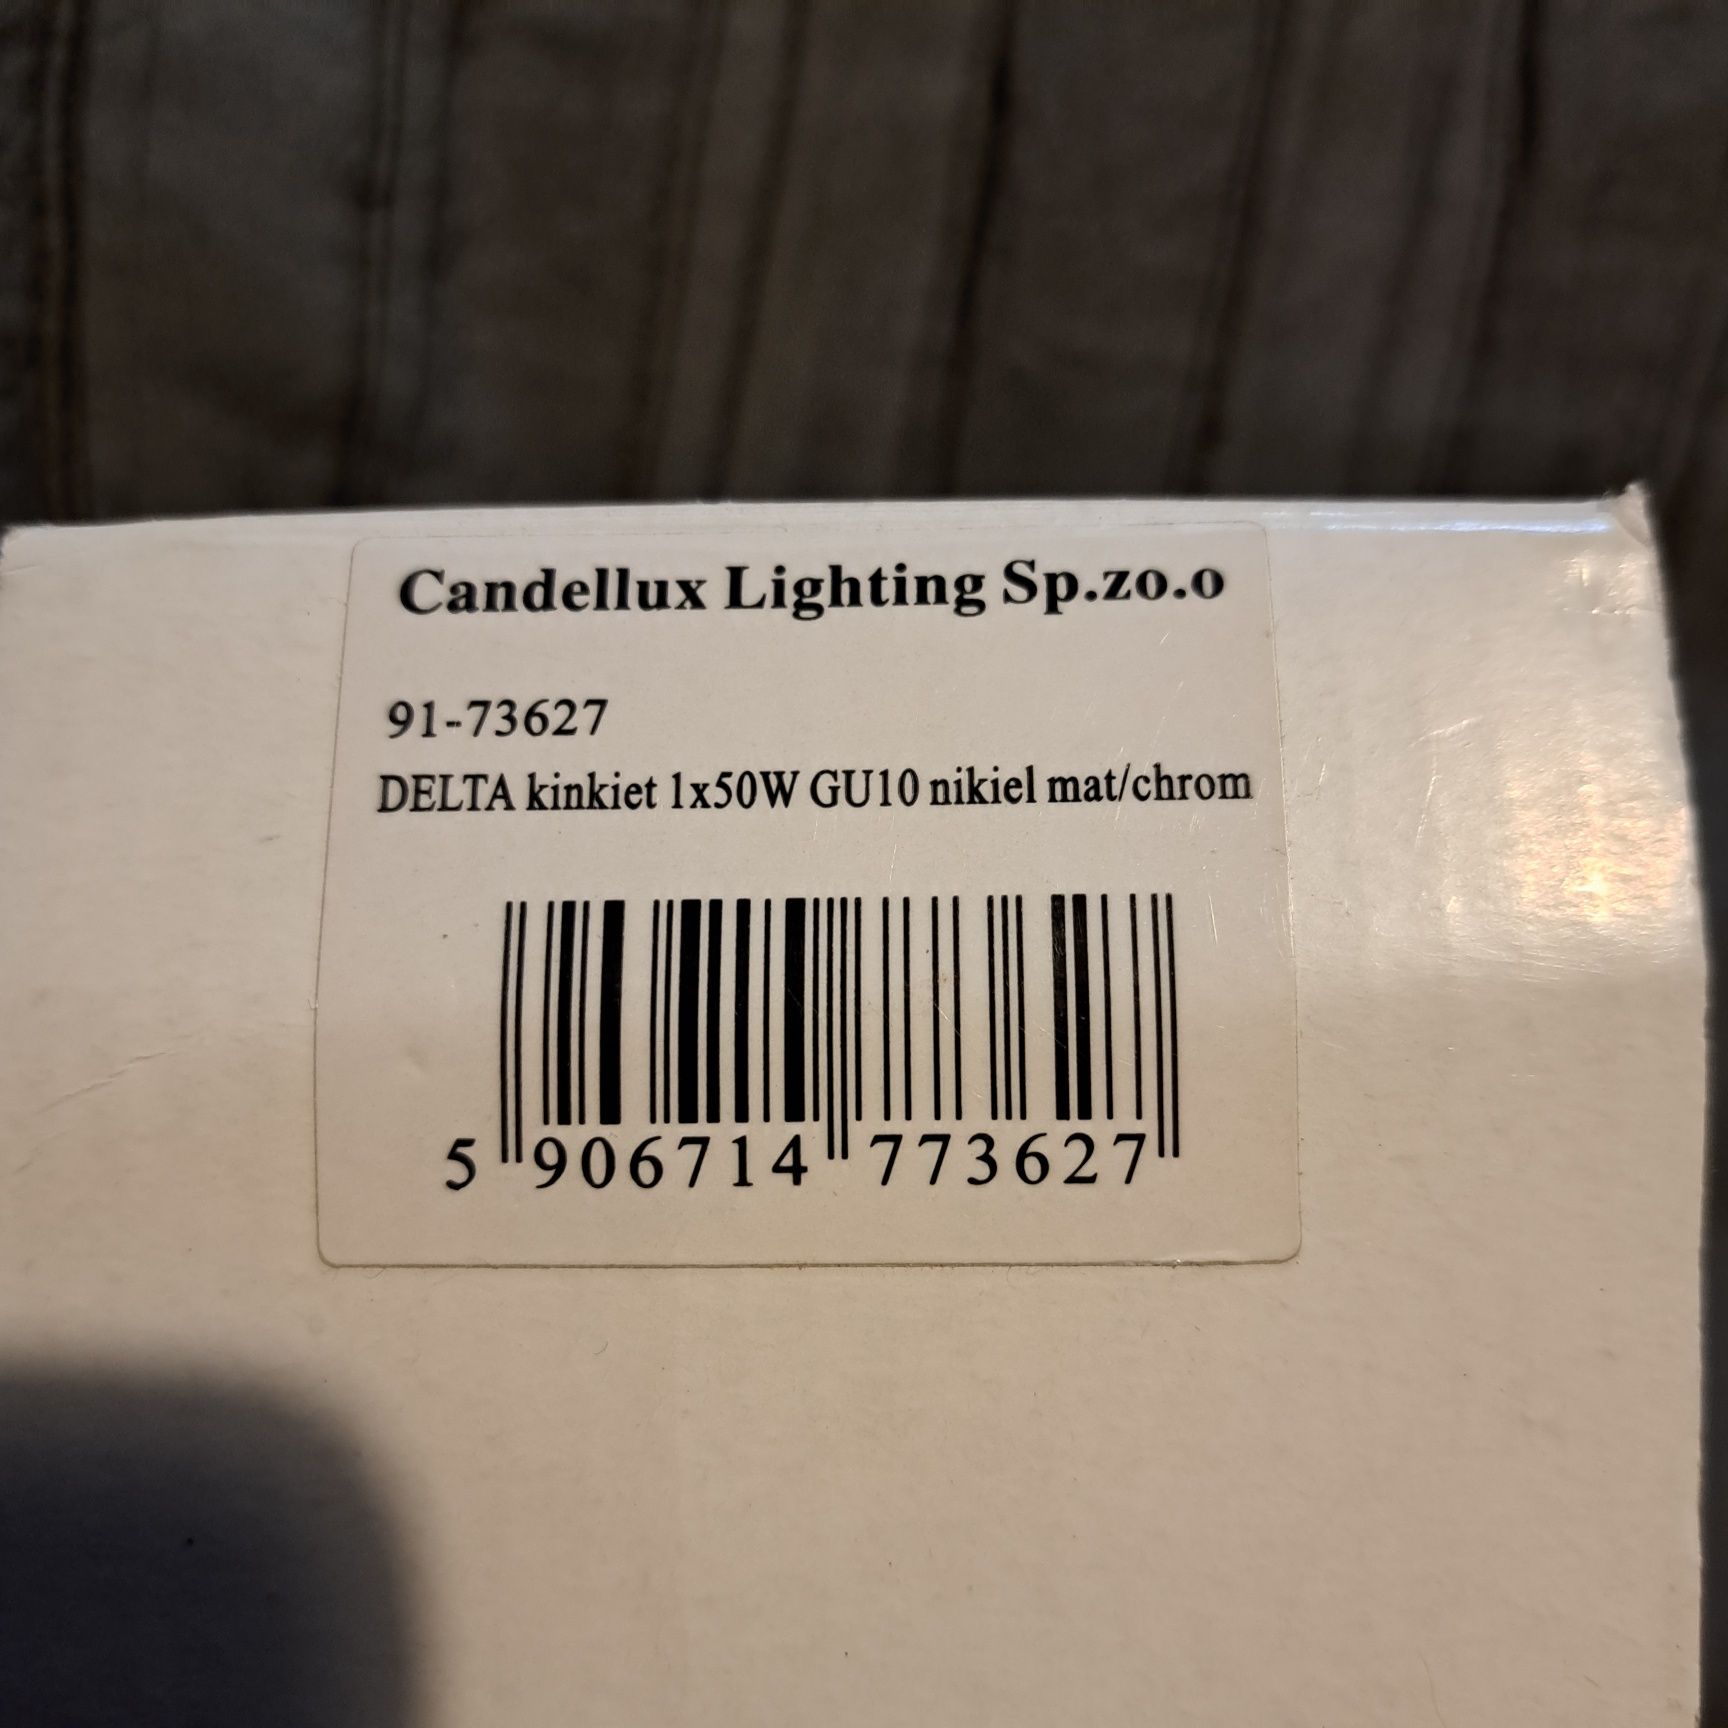 Candellux Lighting Sp.zo.o
91-73627
DELTA kinkiet 1x50W GU10 nikiel mat/chrom
5 906714 773627